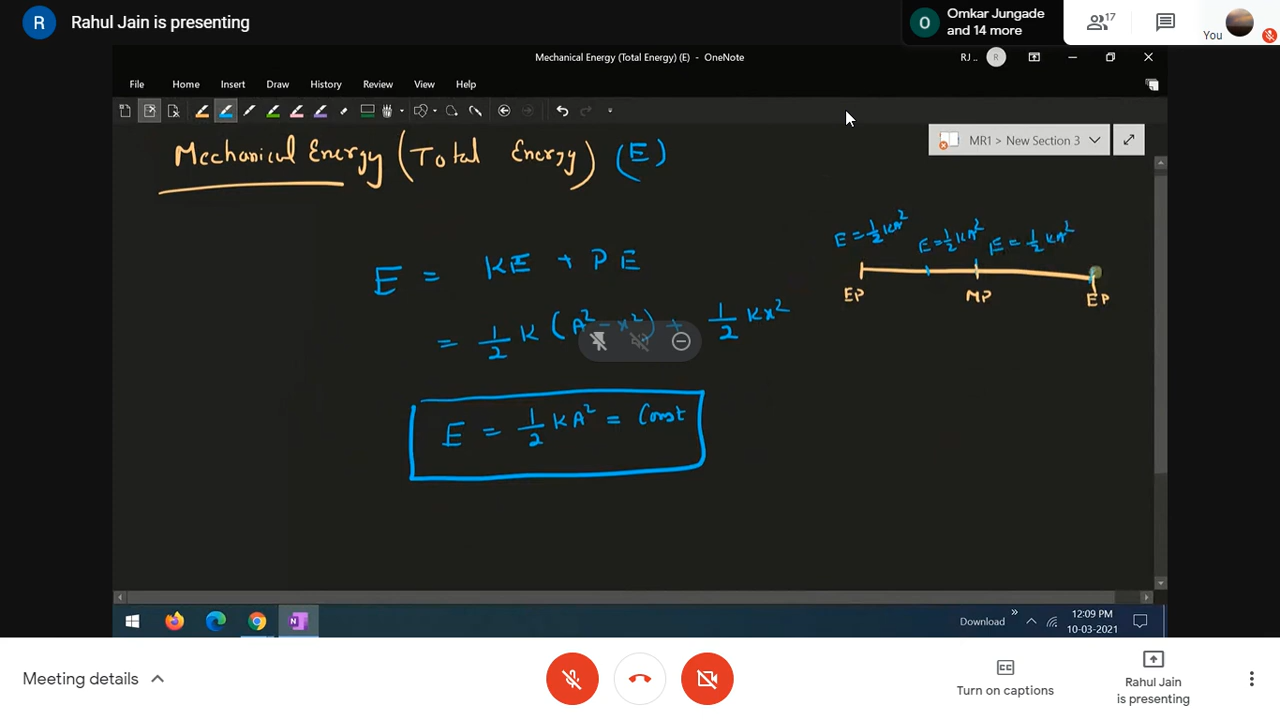 R Rahul Jain is presenting
O Omkar Jungade and 14 more
17
You
Mechanical Energy (Total Energy) (E) - OneNote
RJ .. R
File Home Insert Draw History Review View Help
MR1 > New Section 3
Mechanical Energy (Total Energy) (E)
E = 1/2 KA² E = 1/2 KA² E = 1/2 KA²
EP MP EP
E = KE + PE
= 1/2 K (A² - x²) + 1/2 Kx²
E = 1/2 KA² = Const
Download » 12:09 PM
10-03-2021
Meeting details
CC
Turn on captions
Rahul Jain
is presenting